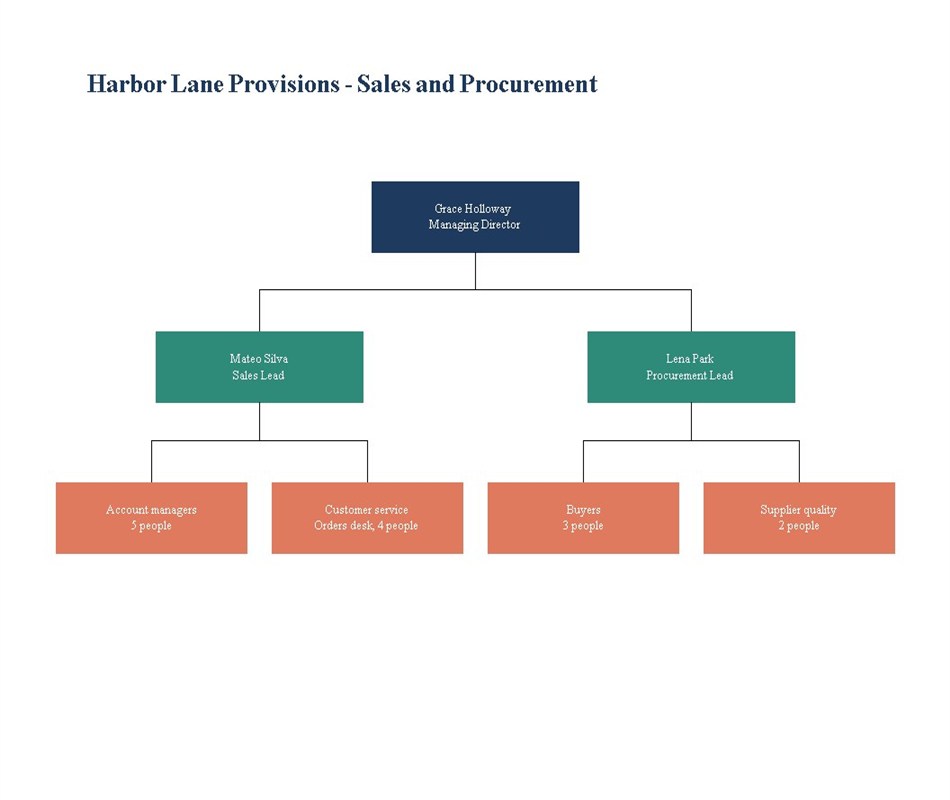 Harbor Lane Provisions - Sales and Procurement
Grace Holloway
Managing Director
Mateo Silva
Sales Lead
Lena Park
Procurement Lead
Account managers
5 people
Customer service
Orders desk, 4 people
Buyers
3 people
Supplier quality
2 people